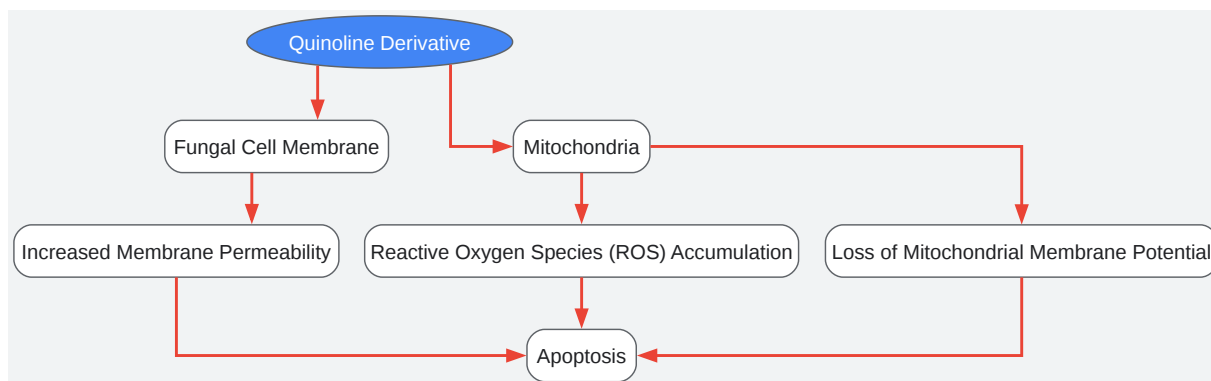 Quinoline Derivative
Fungal Cell Membrane
Mitochondria
Increased Membrane Permeability
Reactive Oxygen Species (ROS) Accumulation
Loss of Mitochondrial Membrane Potential
Apoptosis